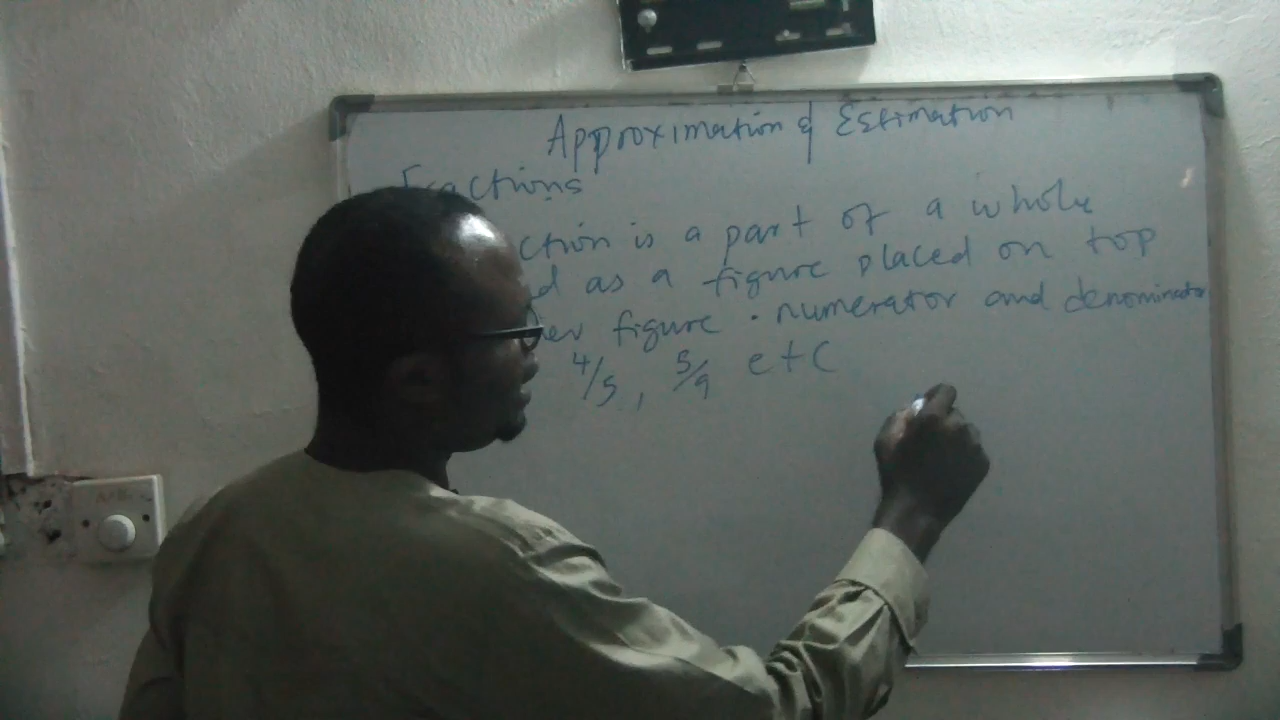 Approximation & Estimation
Fractions
ction is a part of a whole
d as a figure placed on top
her figure . numerator and denominator
4/5 , 5/9 etc